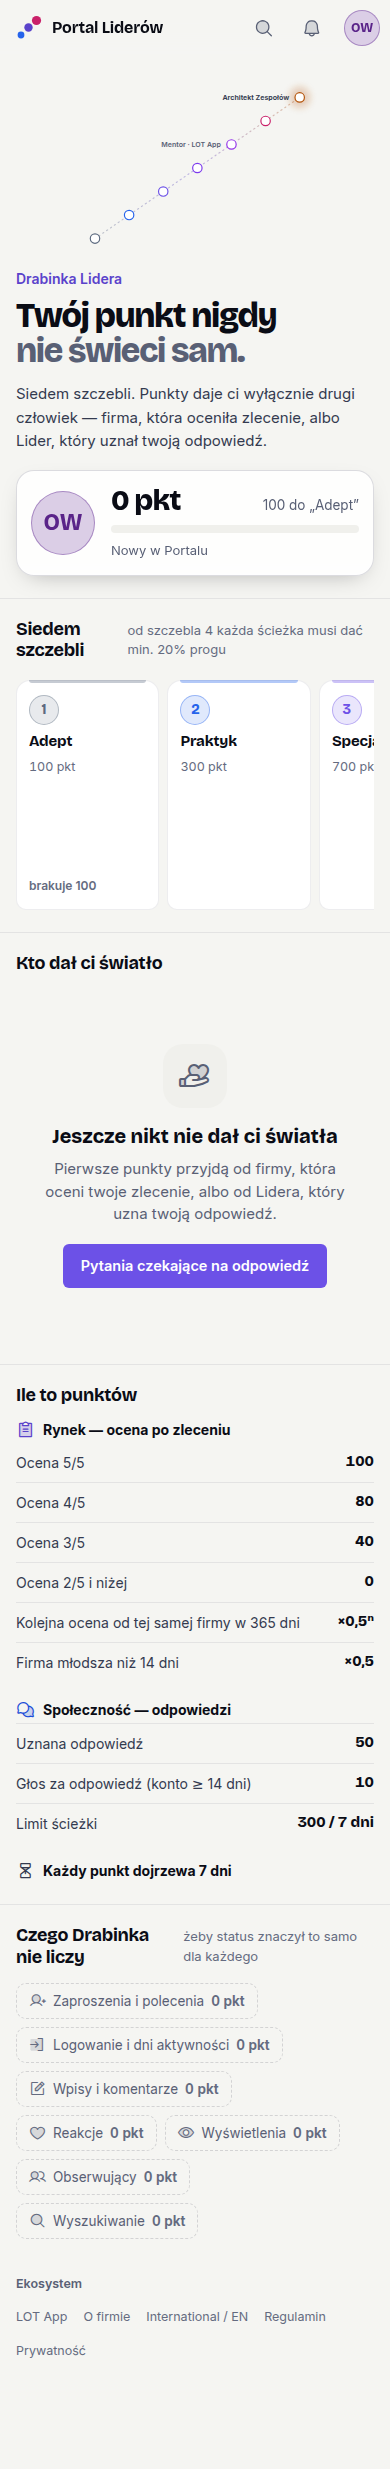 Portal Liderów
OW
Architekt Zespołów
Mentor · LOT App
Drabinka Lidera
Twój punkt nigdy
nie świeci sam.
Siedem szczebli. Punkty daje ci wyłącznie drugi
człowiek — firma, która oceniła zlecenie, albo
Lider, który uznał twoją odpowiedź.
OW
0 pkt
100 do „Adept”
Nowy w Portalu
Siedem
szczebli
od szczebla 4 każda ścieżka musi dać
min. 20% progu
1
Adept
100 pkt
brakuje 100
2
Praktyk
300 pkt
3
Specja
700 pk
Kto dał ci światło
Jeszcze nikt nie dał ci światła
Pierwsze punkty przyjdą od firmy, która
oceni twoje zlecenie, albo od Lidera, który
uzna twoją odpowiedź.
Pytania czekające na odpowiedź
Ile to punktów
Rynek — ocena po zleceniu
Ocena 5/5 100
Ocena 4/5 80
Ocena 3/5 40
Ocena 2/5 i niżej 0
Kolejna ocena od tej samej firmy w 365 dni ×0,5ⁿ
Firma młodsza niż 14 dni ×0,5
Społeczność — odpowiedzi
Uznana odpowiedź 50
Głos za odpowiedź (konto ≥ 14 dni) 10
Limit ścieżki 300 / 7 dni
Każdy punkt dojrzewa 7 dni
Czego Drabinka
nie liczy
żeby status znaczył to samo
dla każdego
Zaproszenia i polecenia 0 pkt
Logowanie i dni aktywności 0 pkt
Wpisy i komentarze 0 pkt
Reakcje 0 pkt Wyświetlenia 0 pkt
Obserwujący 0 pkt
Wyszukiwanie 0 pkt
Ekosystem
LOT App O firmie International / EN Regulamin
Prywatność